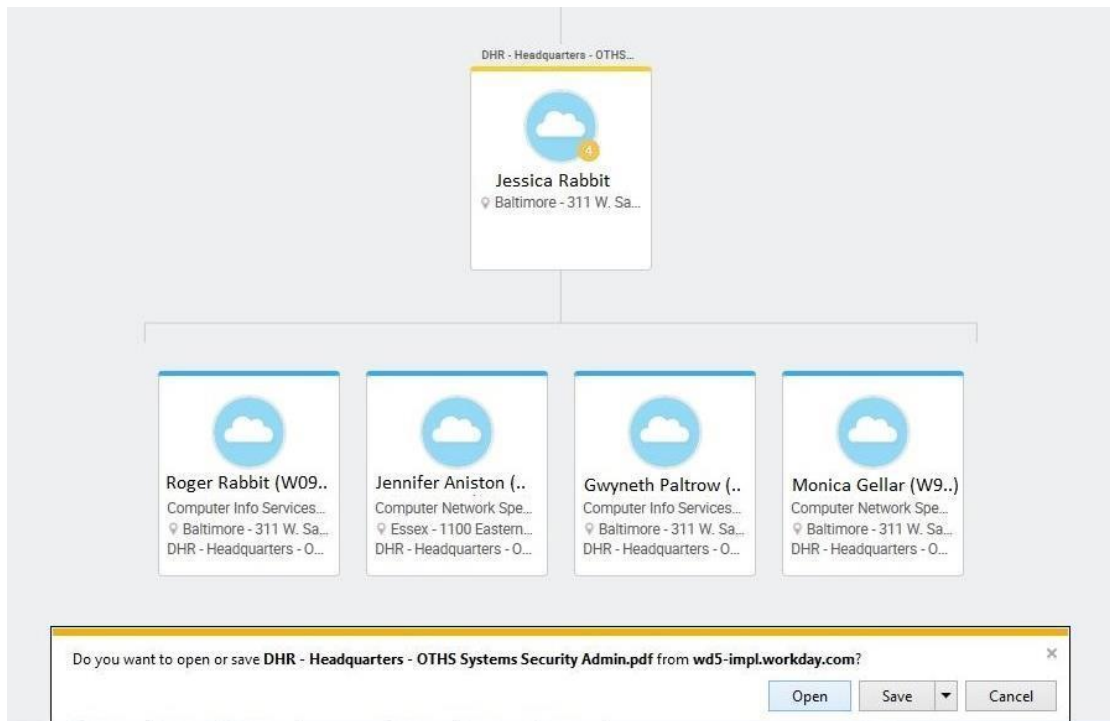 DHR - Headquarters - OTHS...
4
Jessica Rabbit
Baltimore - 311 W. Sa...
Roger Rabbit (W09..
Computer Info Services...
Baltimore - 311 W. Sa...
DHR - Headquarters - O...
Jennifer Aniston (..
Computer Network Spe...
Essex - 1100 Eastern...
DHR - Headquarters - O...
Gwyneth Paltrow (..
Computer Info Services...
Baltimore - 311 W. Sa...
DHR - Headquarters - O...
Monica Gellar (W9..)
Computer Network Spe...
Baltimore - 311 W. Sa...
DHR - Headquarters - O...
Do you want to open or save DHR - Headquarters - OTHS Systems Security Admin.pdf from wd5-impl.workday.com?
Open Save Cancel